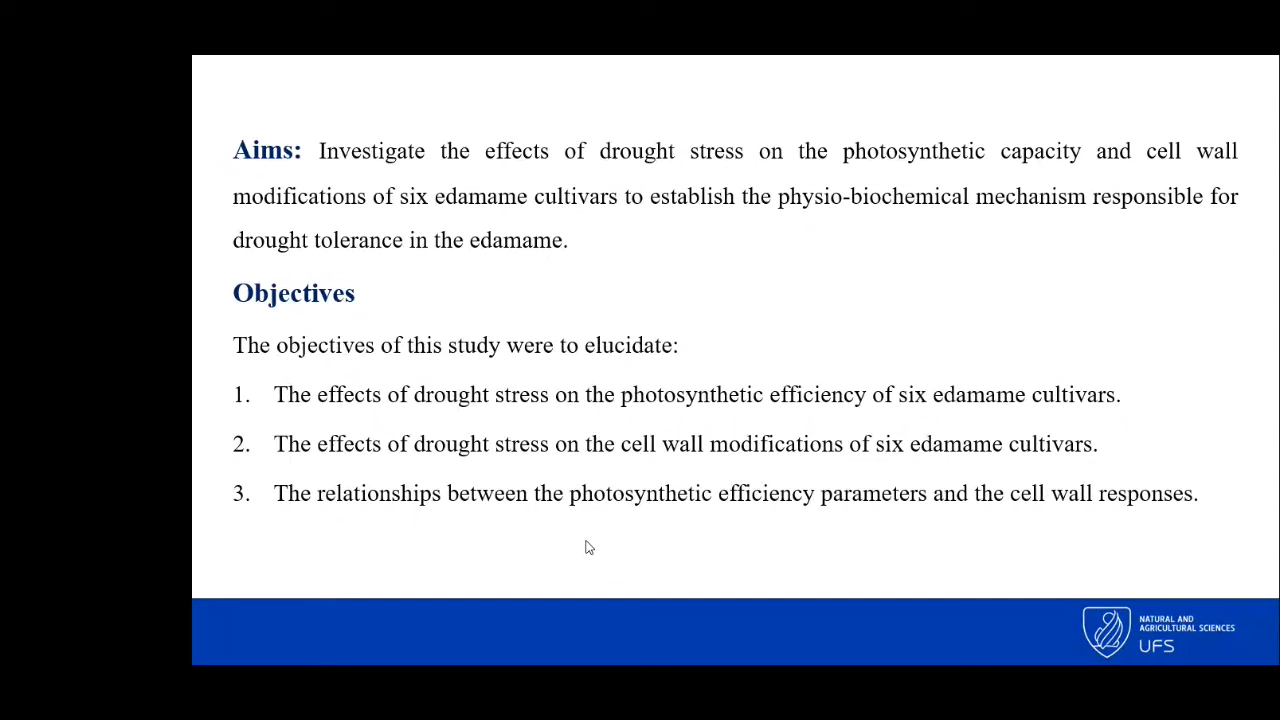 Aims: Investigate the effects of drought stress on the photosynthetic capacity and cell wall
modifications of six edamame cultivars to establish the physio-biochemical mechanism responsible for
drought tolerance in the edamame.
Objectives
The objectives of this study were to elucidate:
1. The effects of drought stress on the photosynthetic efficiency of six edamame cultivars.
2. The effects of drought stress on the cell wall modifications of six edamame cultivars.
3. The relationships between the photosynthetic efficiency parameters and the cell wall responses.
NATURAL AND
AGRICULTURAL SCIENCES
UFS